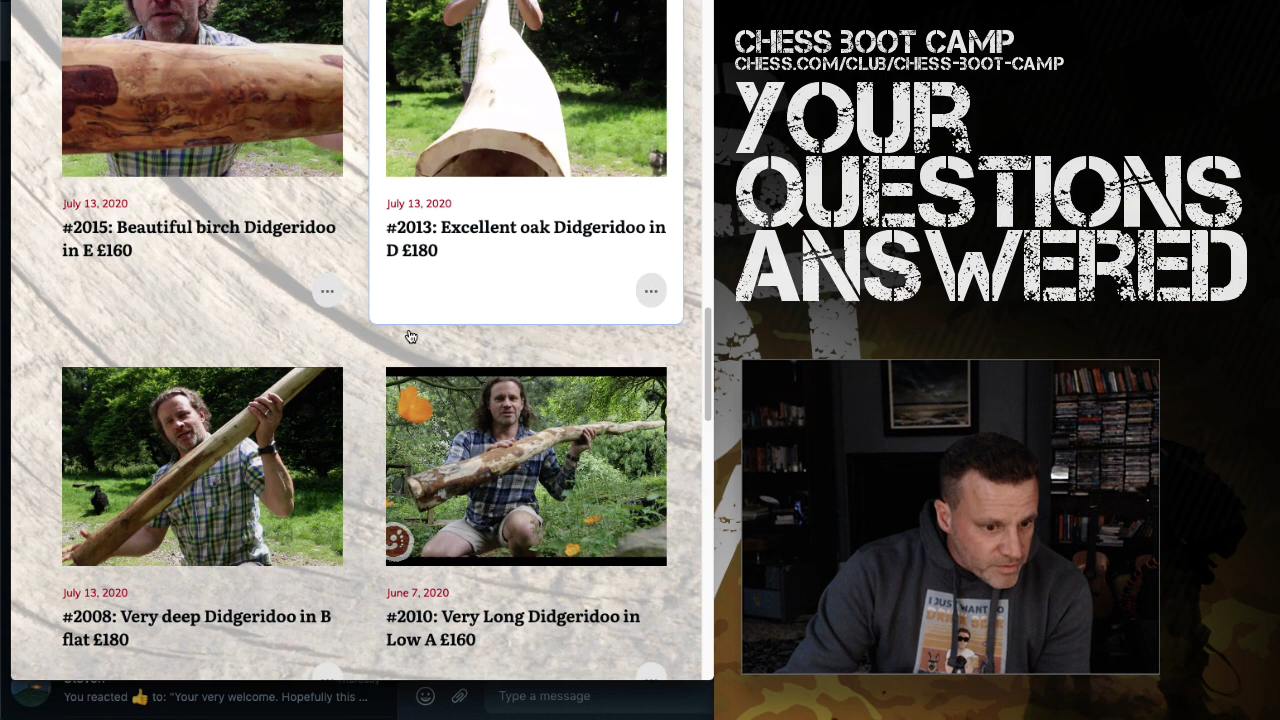 July 13, 2020
#2015: Beautiful birch Didgeridoo
in E £160
July 13, 2020
#2013: Excellent oak Didgeridoo in
D £180
July 13, 2020
#2008: Very deep Didgeridoo in B
flat £180
June 7, 2020
#2010: Very Long Didgeridoo in
Low A £160
You reacted 👍 to: "Your very welcome. Hopefully this ...
Type a message
CHESS BOOT CAMP
CHESS.COM/CLUB/CHESS-BOOT-CAMP
YOUR
QUESTIONS
ANSWERED
I JUST WANT TO